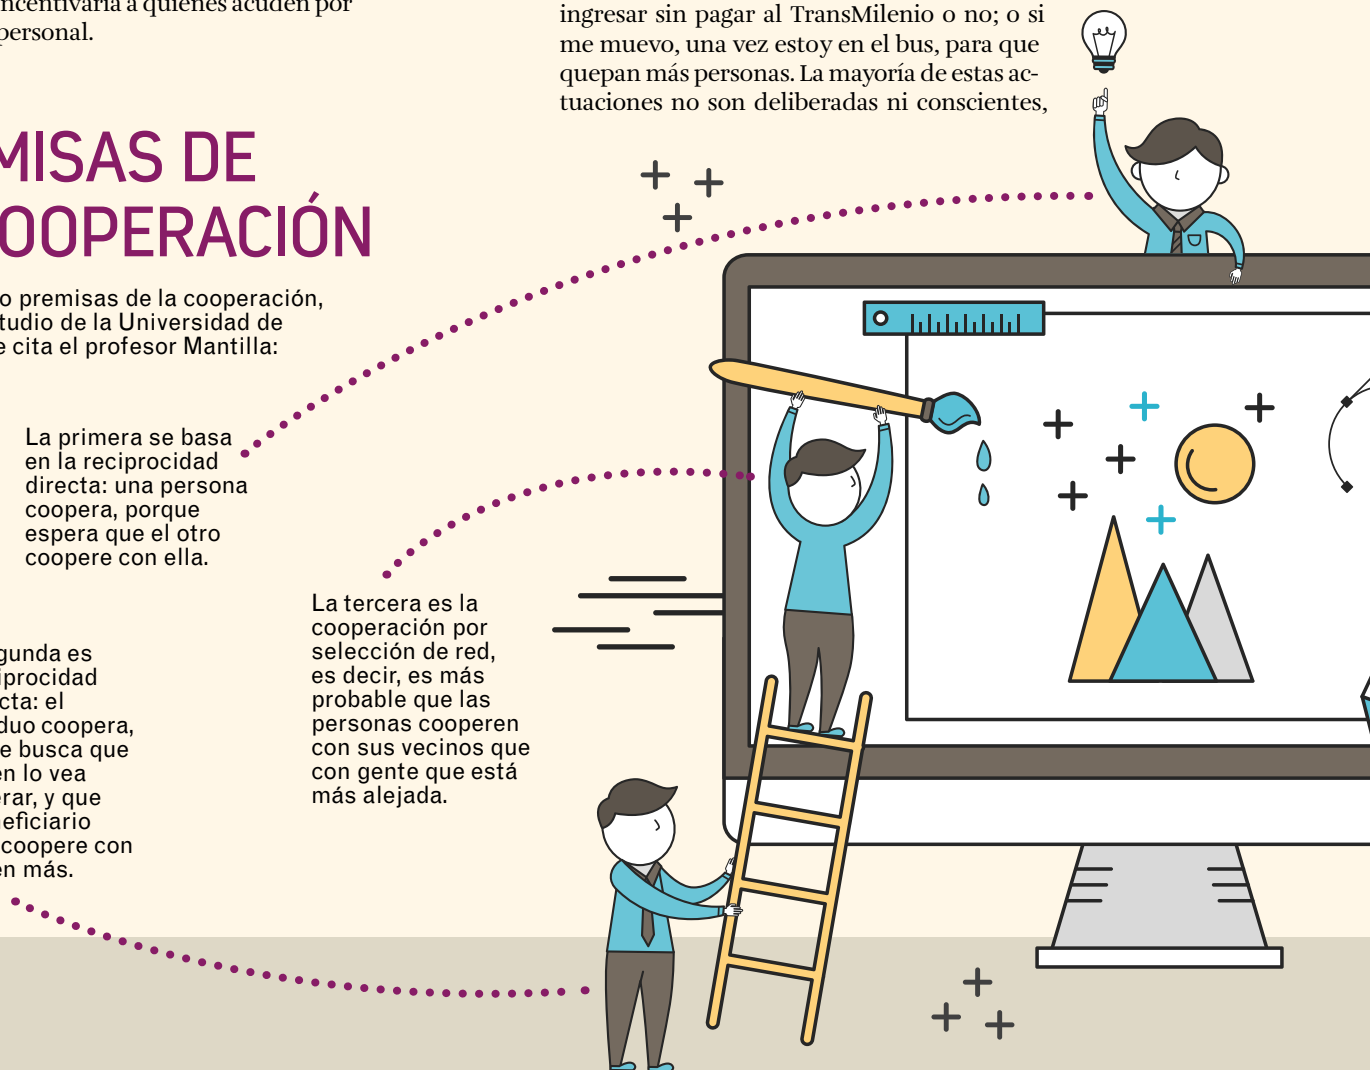 incentivaría a quienes acuden por
personal.
ingresar sin pagar al TransMilenio o no; o si
me muevo, una vez estoy en el bus, para que
quepan más personas. La mayoría de estas ac-
tuaciones no son deliberadas ni conscientes,
MISAS DE
OOPERACIÓN
o premisas de la cooperación,
tudio de la Universidad de
e cita el profesor Mantilla:
La primera se basa
en la reciprocidad
directa: una persona
coopera, porque
espera que el otro
coopere con ella.
gunda es
iprocidad
cta: el
duo coopera,
e busca que
en lo vea
erar, y que
neficiario
coopere con
en más.
La tercera es la
cooperación por
selección de red,
es decir, es más
probable que las
personas cooperen
con sus vecinos que
con gente que está
más alejada.